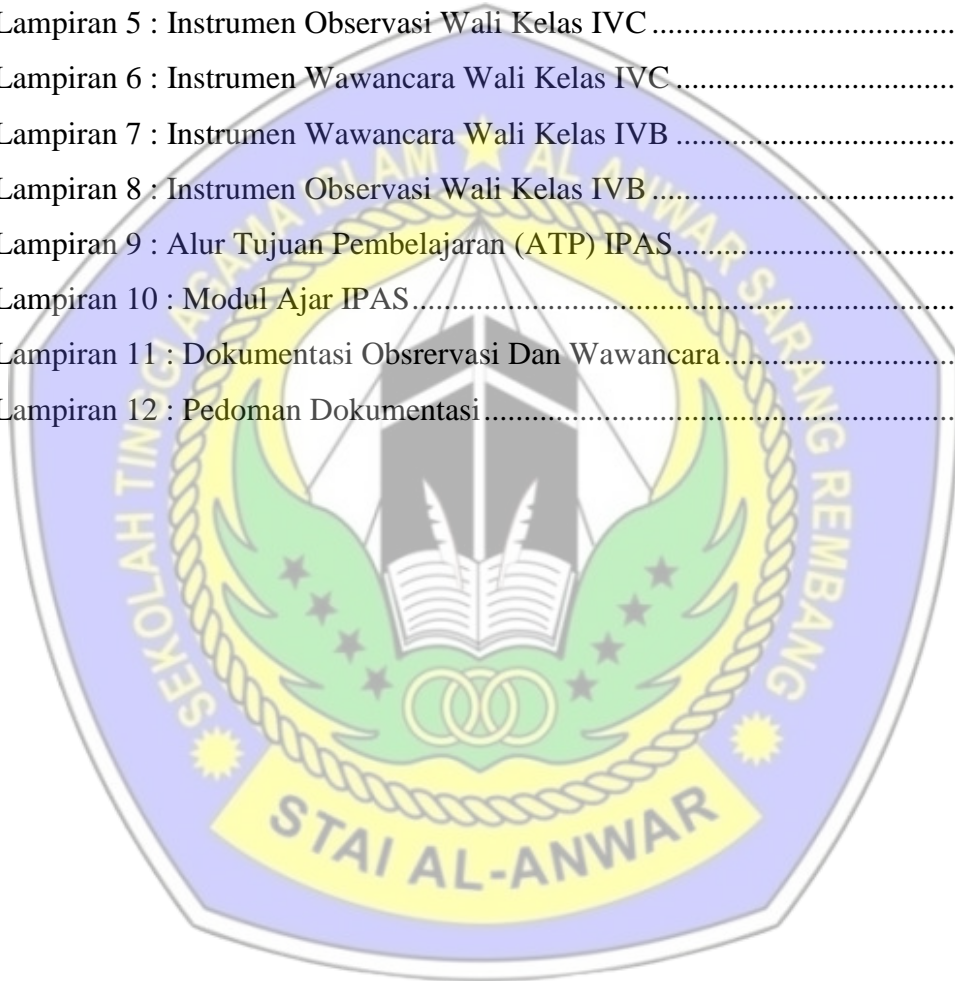 Lampiran 5 : Instrumen Observasi Wali Kelas IVC ......................................
Lampiran 6 : Instrumen Wawancara Wali Kelas IVC ...................................
Lampiran 7 : Instrumen Wawancara Wali Kelas IVB ...................................
Lampiran 8 : Instrumen Observasi Wali Kelas IVB ......................................
Lampiran 9 : Alur Tujuan Pembelajaran (ATP) IPAS...................................
Lampiran 10 : Modul Ajar IPAS....................................................................
Lampiran 11 : Dokumentasi Obsrervasi Dan Wawancara .............................
Lampiran 12 : Pedoman Dokumentasi ...........................................................
SEKOLAH TINGGI AGAMA ISLAM AL ANWAR SARANG REMBANG
STAI AL-ANWAR